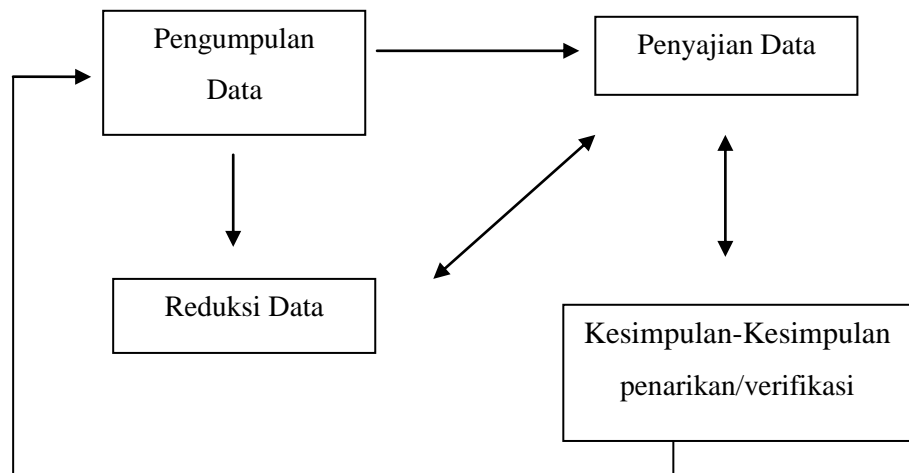 Pengumpulan
Data
Penyajian Data
Reduksi Data
Kesimpulan-Kesimpulan
penarikan/verifikasi